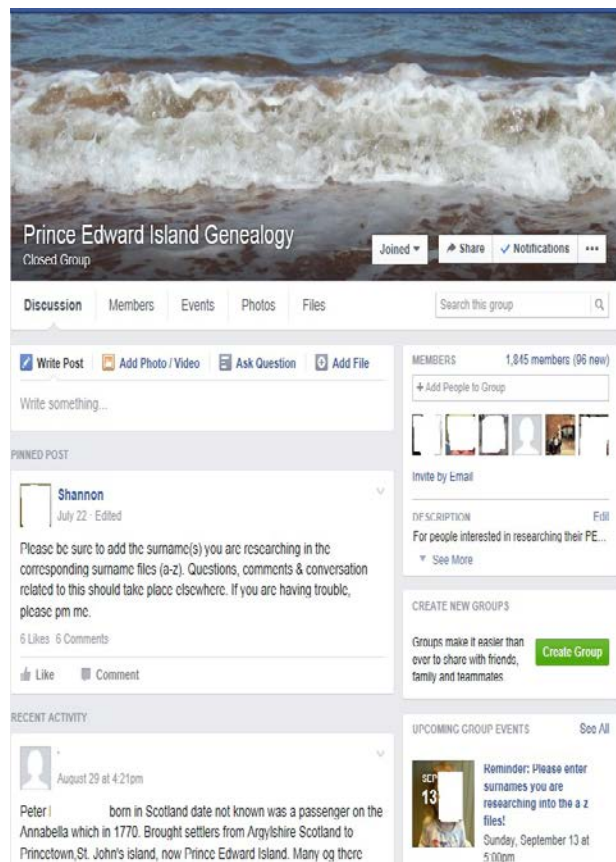 Prince Edward Island Genealogy
Closed Group
Joined
Share
Notifications
Discussion
Members
Events
Photos
Files
Search this group
Write Post
Add Photo / Video
Ask Question
Add File
Write something...
PINNED POST
Shannon
July 22 · Edited
Please be sure to add the surname(s) you are researching in the
corresponding surname files (a-z). Questions, comments & conversation
related to this should take place elsewhere. If you are having trouble,
please pm me.
6 Likes 6 Comments
Like
Comment
RECENT ACTIVITY
August 29 at 4:21pm
Peter born in Scotland date not known was a passenger on the
Annabella which in 1770. Brought settlers from Argylshire Scotland to
Princetown,St. John's island, now Prince Edward Island. Many og there
MEMBERS
1,845 members (96 new)
+ Add People to Group
Invite by Email
DESCRIPTION
Edit
For people interested in researching their PE...
See More
CREATE NEW GROUPS
Groups make it easier than
ever to share with friends,
family and teammates.
Create Group
UPCOMING GROUP EVENTS
See All
SEP
13
Reminder: Please enter
surnames you are
researching into the a z
files!
Sunday, September 13 at
5:00pm